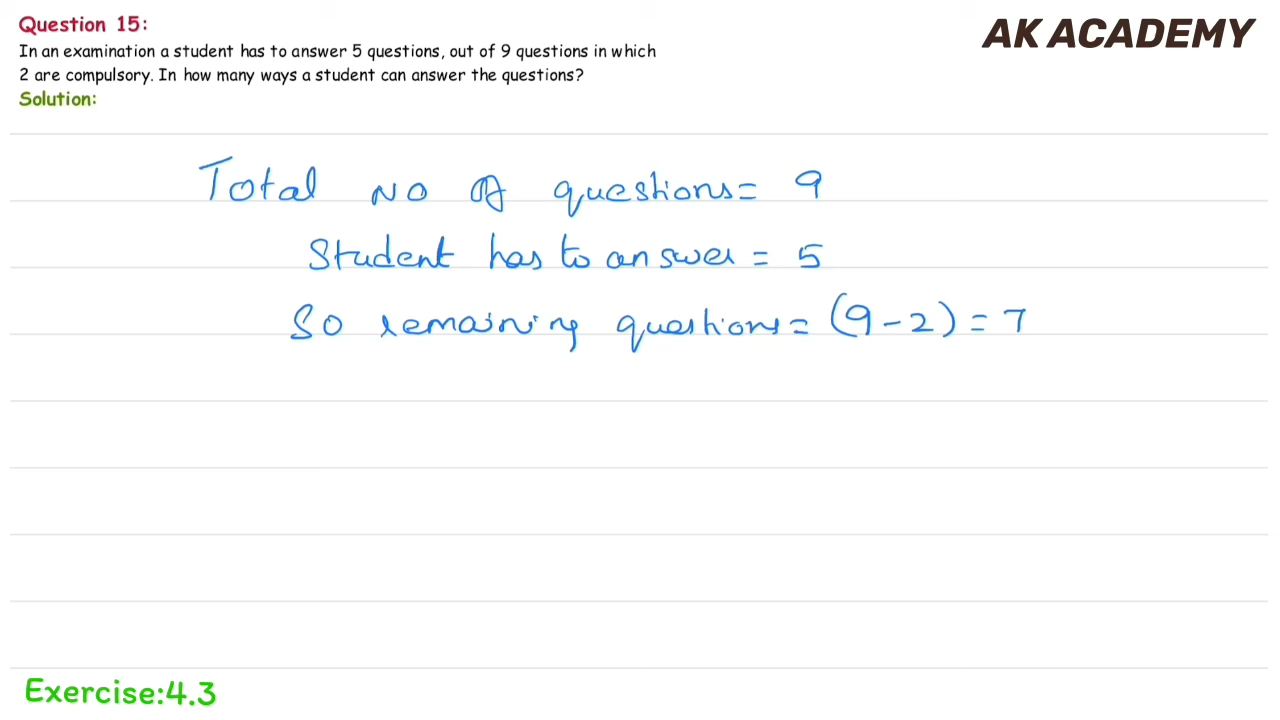 Question 15:
AK ACADEMY
In an examination a student has to answer 5 questions, out of 9 questions in which
2 are compulsory. In how many ways a student can answer the questions?
Solution:
Total no of questions = 9
Student has to answer = 5
So remaining questions = (9-2) = 7
Exercise:4.3